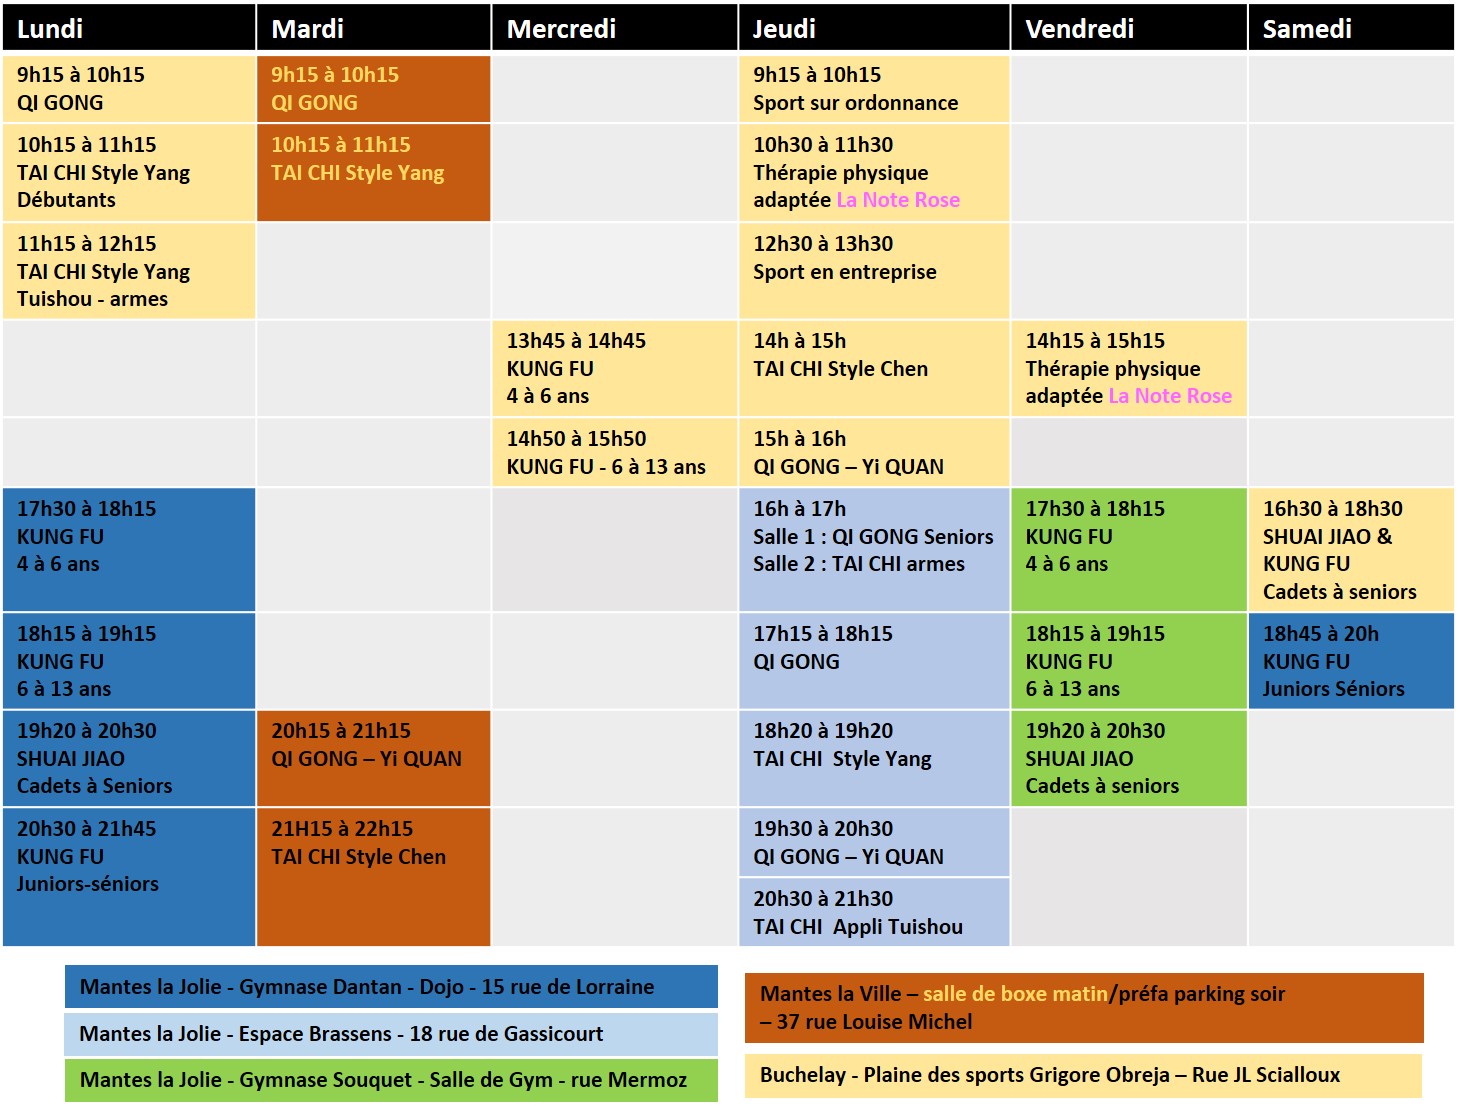 Lundi
Mardi
Mercredi
Jeudi
Vendredi
Samedi
9h15 à 10h15
QI GONG
9h15 à 10h15
QI GONG
9h15 à 10h15
Sport sur ordonnance
10h15 à 11h15
TAI CHI Style Yang
Débutants
10h15 à 11h15
TAI CHI Style Yang
10h30 à 11h30
Thérapie physique
adaptée La Note Rose
11h15 à 12h15
TAI CHI Style Yang
Tuishou - armes
12h30 à 13h30
Sport en entreprise
13h45 à 14h45
KUNG FU
4 à 6 ans
14h à 15h
TAI CHI Style Chen
14h15 à 15h15
Thérapie physique
adaptée La Note Rose
14h50 à 15h50
KUNG FU - 6 à 13 ans
15h à 16h
QI GONG – Yi QUAN
17h30 à 18h15
KUNG FU
4 à 6 ans
16h à 17h
Salle 1 : QI GONG Seniors
Salle 2 : TAI CHI armes
17h30 à 18h15
KUNG FU
4 à 6 ans
16h30 à 18h30
SHUAI JIAO &
KUNG FU
Cadets à seniors
18h15 à 19h15
KUNG FU
6 à 13 ans
17h15 à 18h15
QI GONG
18h15 à 19h15
KUNG FU
6 à 13 ans
18h45 à 20h
KUNG FU
Juniors Séniors
19h20 à 20h30
SHUAI JIAO
Cadets à Seniors
20h15 à 21h15
QI GONG – Yi QUAN
18h20 à 19h20
TAI CHI  Style Yang
19h20 à 20h30
SHUAI JIAO
Cadets à seniors
20h30 à 21h45
KUNG FU
Juniors-séniors
21H15 à 22h15
TAI CHI Style Chen
19h30 à 20h30
QI GONG – Yi QUAN
20h30 à 21h30
TAI CHI  Appli Tuishou
Mantes la Jolie - Gymnase Dantan - Dojo - 15 rue de Lorraine
Mantes la Jolie - Espace Brassens - 18 rue de Gassicourt
Mantes la Jolie - Gymnase Souquet - Salle de Gym - rue Mermoz
Mantes la Ville – salle de boxe matin/préfa parking soir
– 37 rue Louise Michel
Buchelay - Plaine des sports Grigore Obreja – Rue JL Scialloux